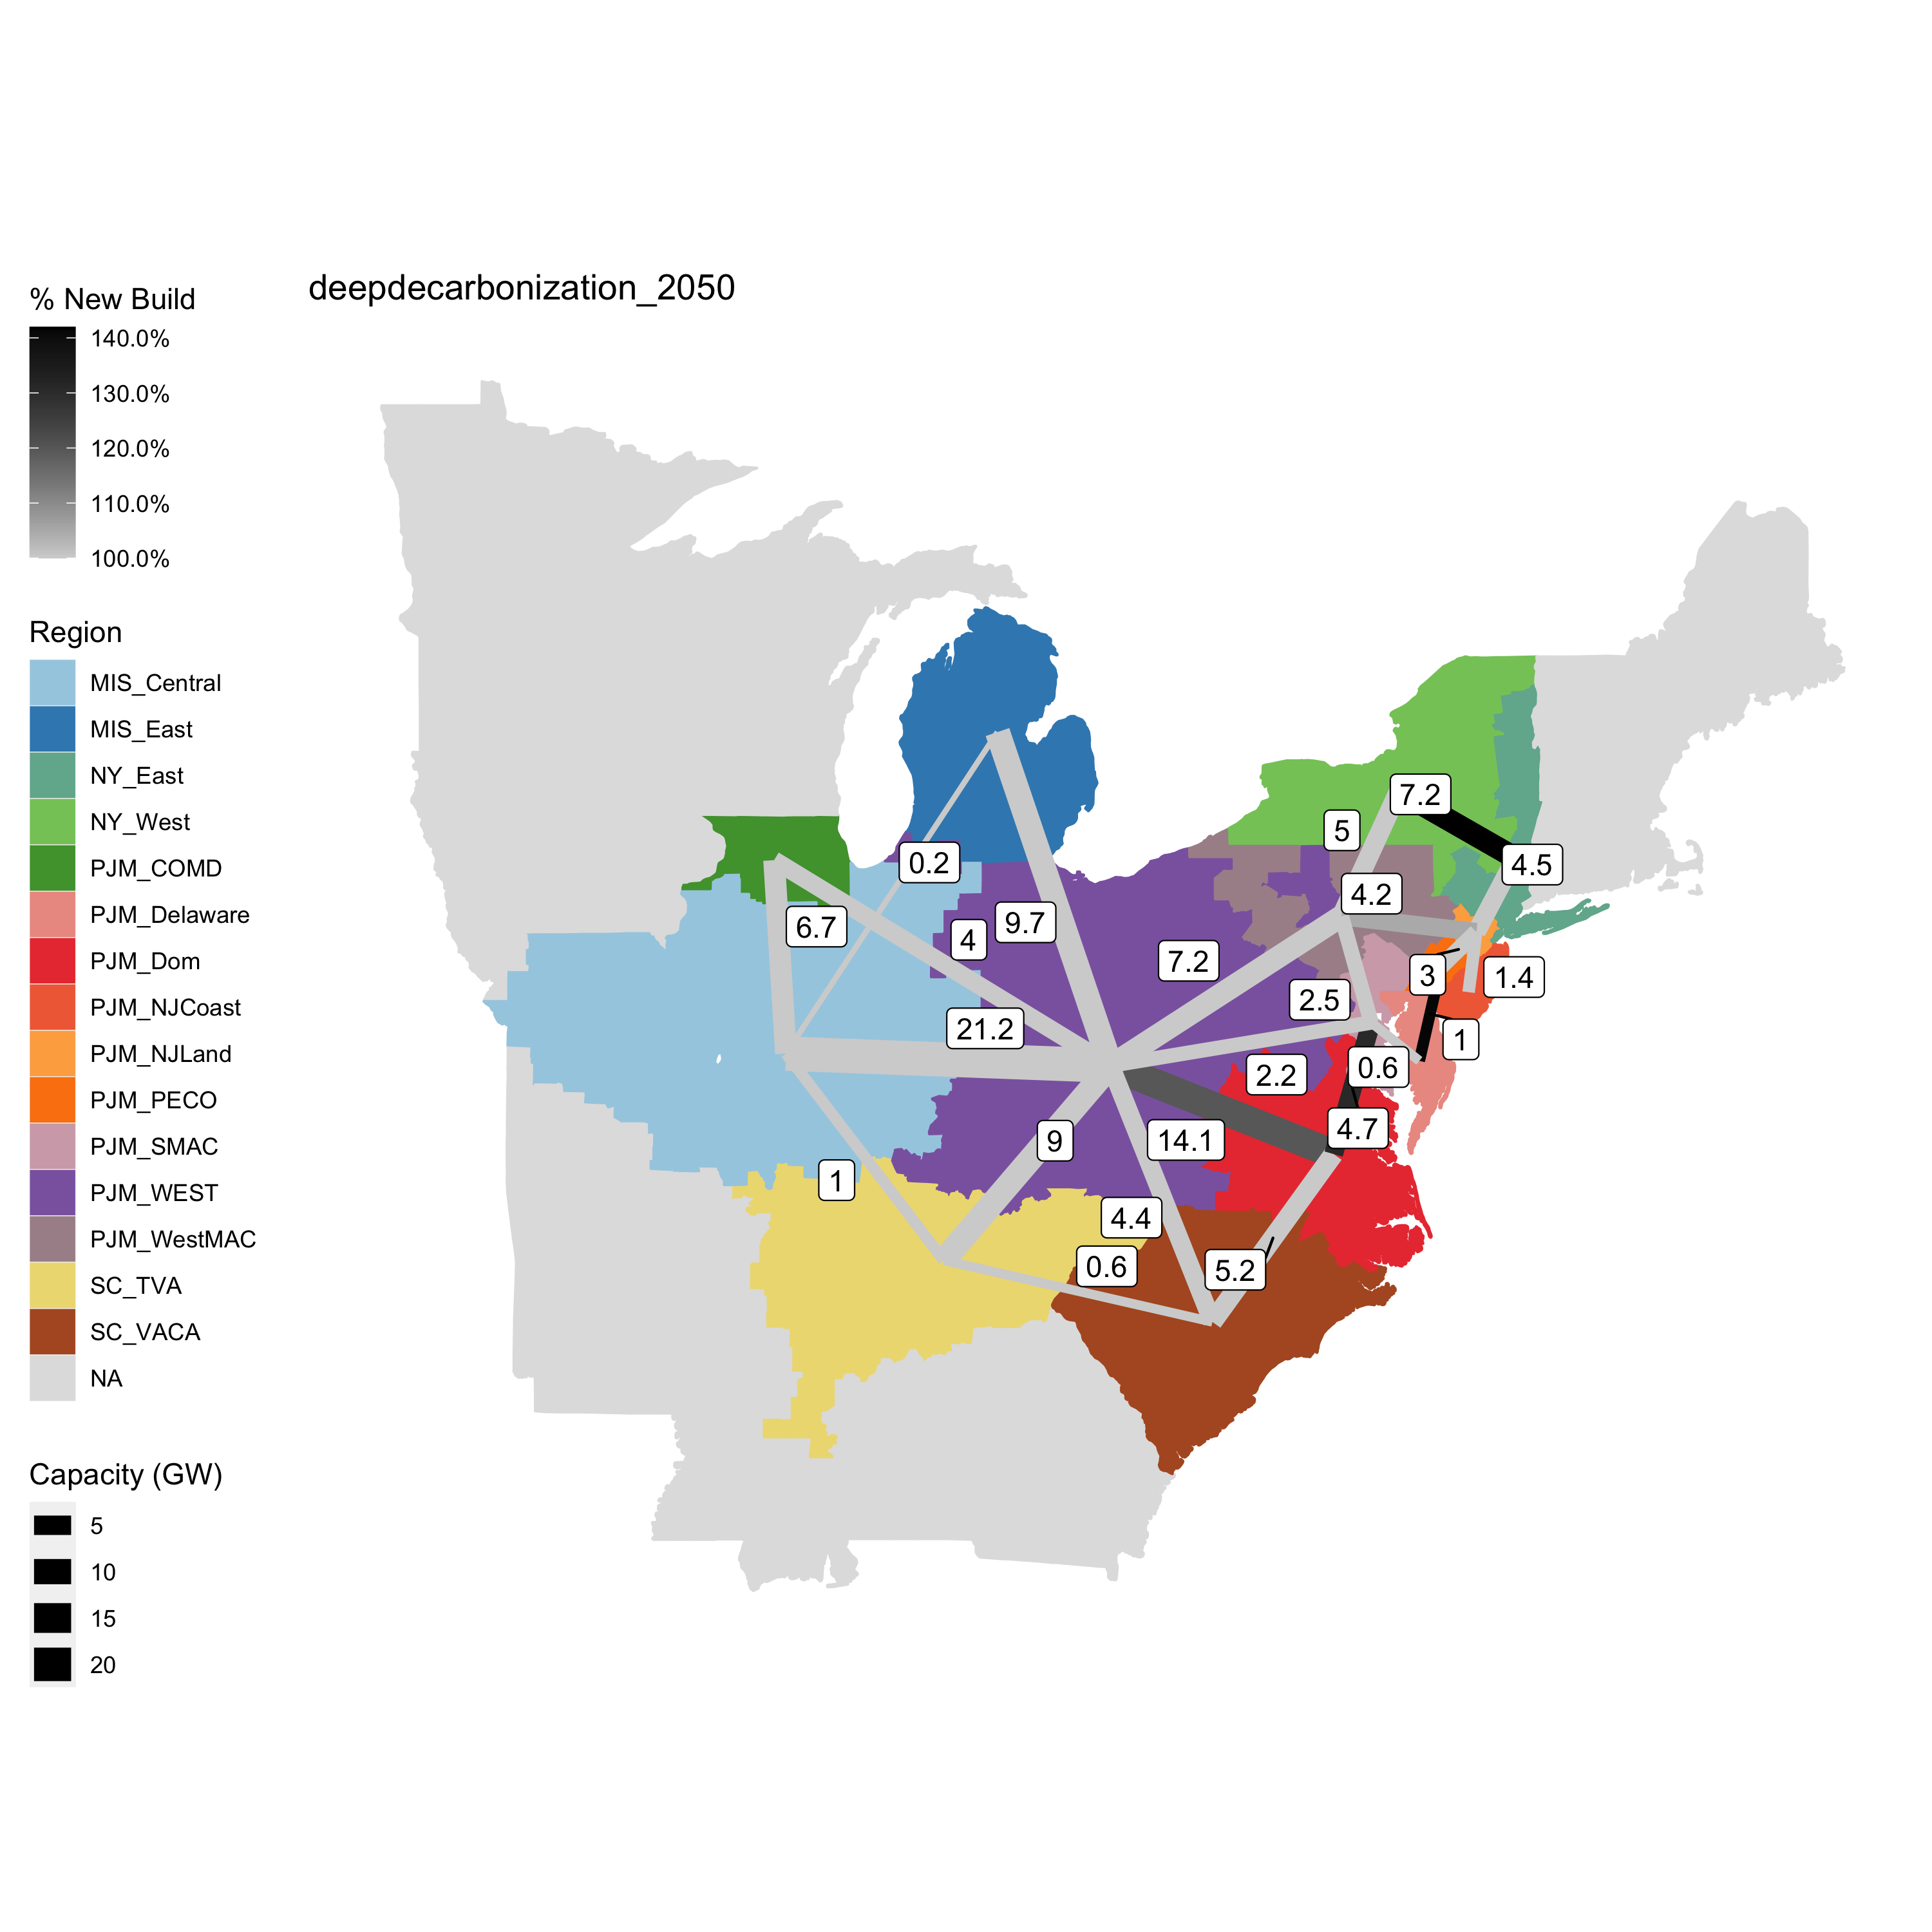 deepdecarbonization_2050
% New Build
140.0%
130.0%
120.0%
110.0%
100.0%
Region
MIS_Central
MIS_East
NY_East
NY_West
PJM_COMD
PJM_Delaware
PJM_Dom
PJM_NJCoast
PJM_NJLand
PJM_PECO
PJM_SMAC
PJM_WEST
PJM_WestMAC
SC_TVA
SC_VACA
NA
Capacity (GW)
5
10
15
20
7.2
5
4.5
0.2
4.2
6.7
4
9.7
7.2
3
1.4
2.5
21.2
1
2.2
0.6
4.7
9
14.1
1
4.4
0.6
5.2